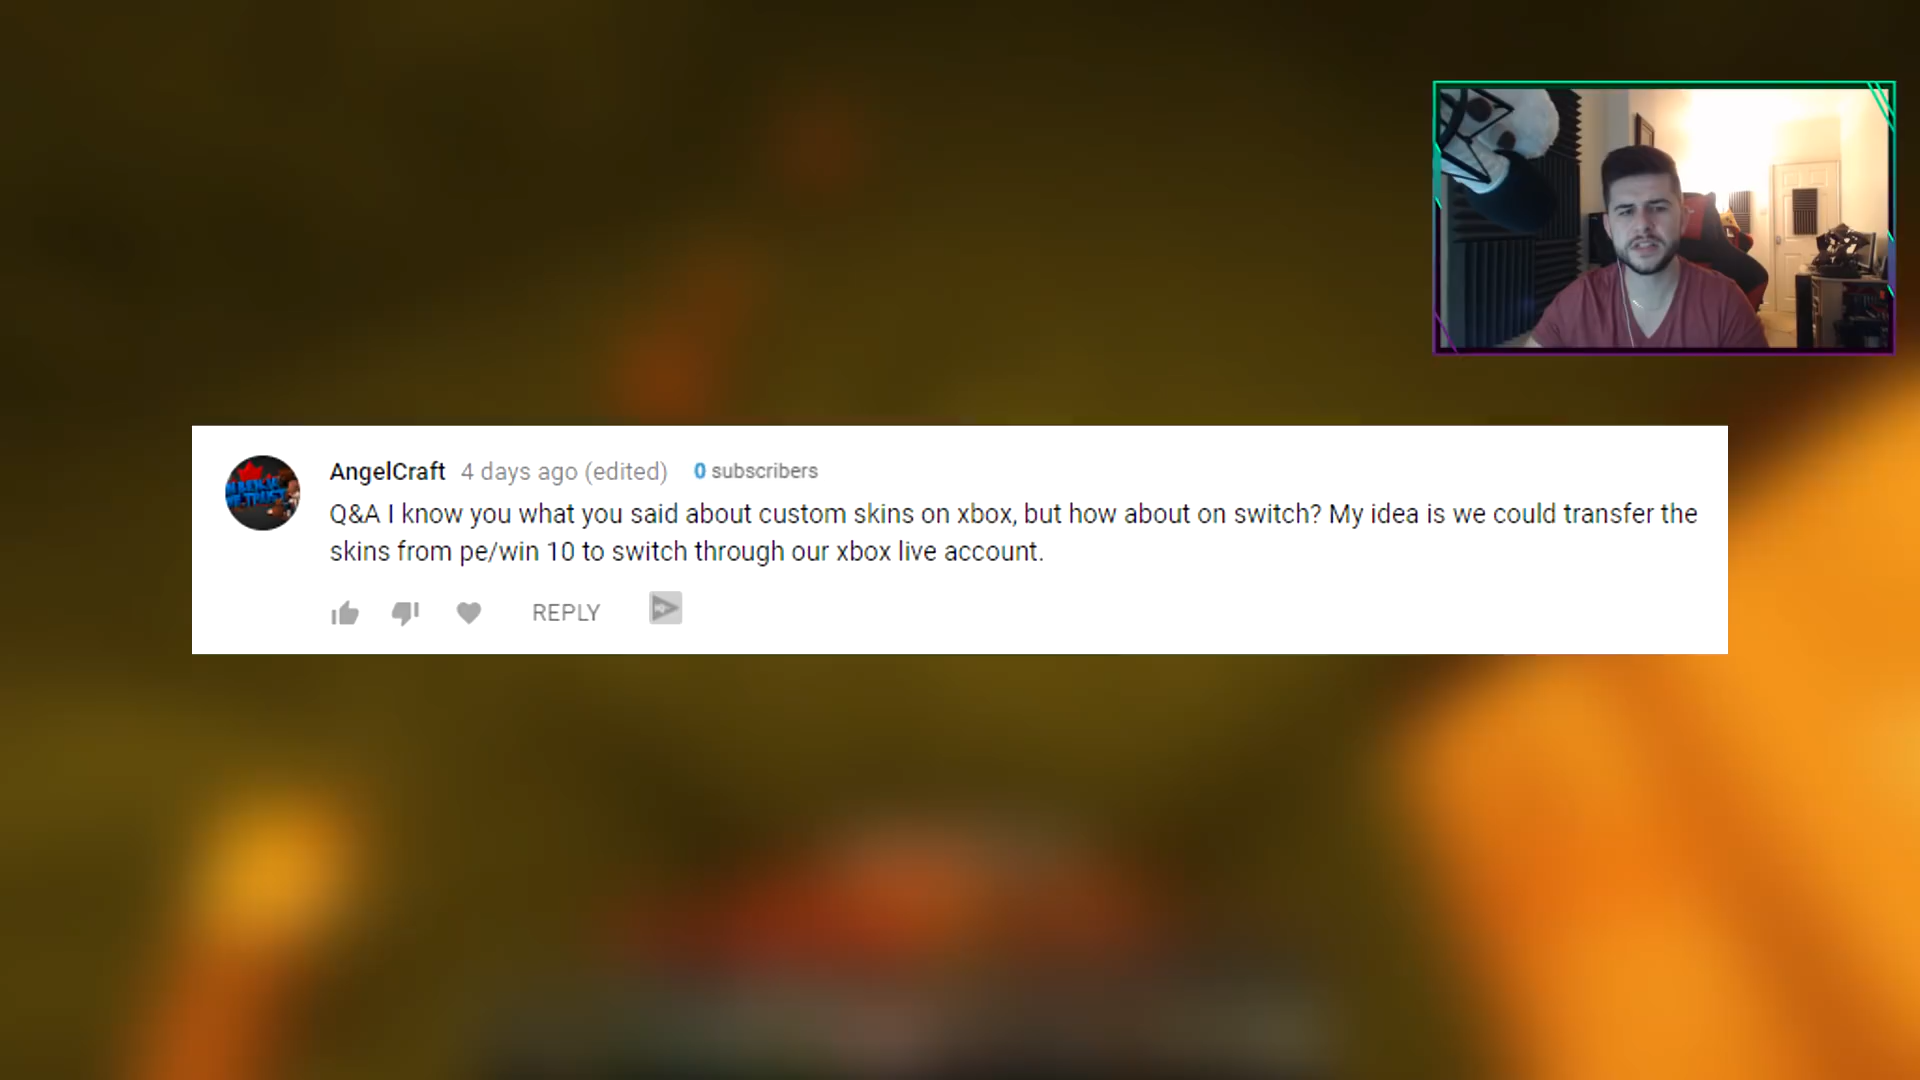 AngelCraft 4 days ago (edited) 0 subscribers
Q&A I know you what you said about custom skins on xbox, but how about on switch? My idea is we could transfer the
skins from pe/win 10 to switch through our xbox live account.
REPLY